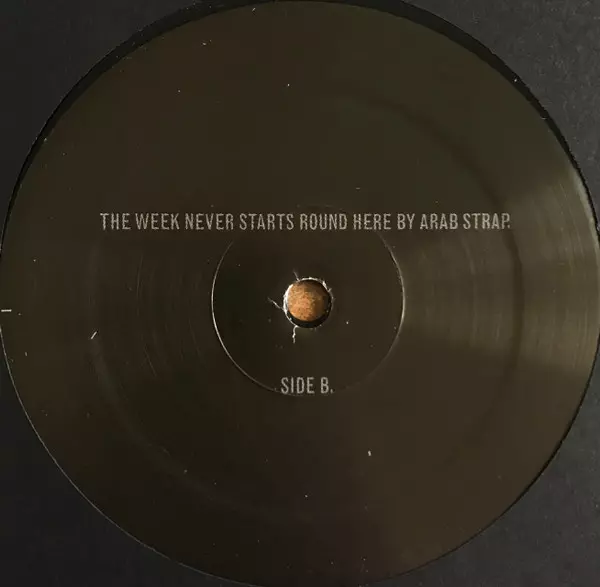 THE WEEK NEVER STARTS ROUND HERE BY ARAB STRAP.
SIDE B.